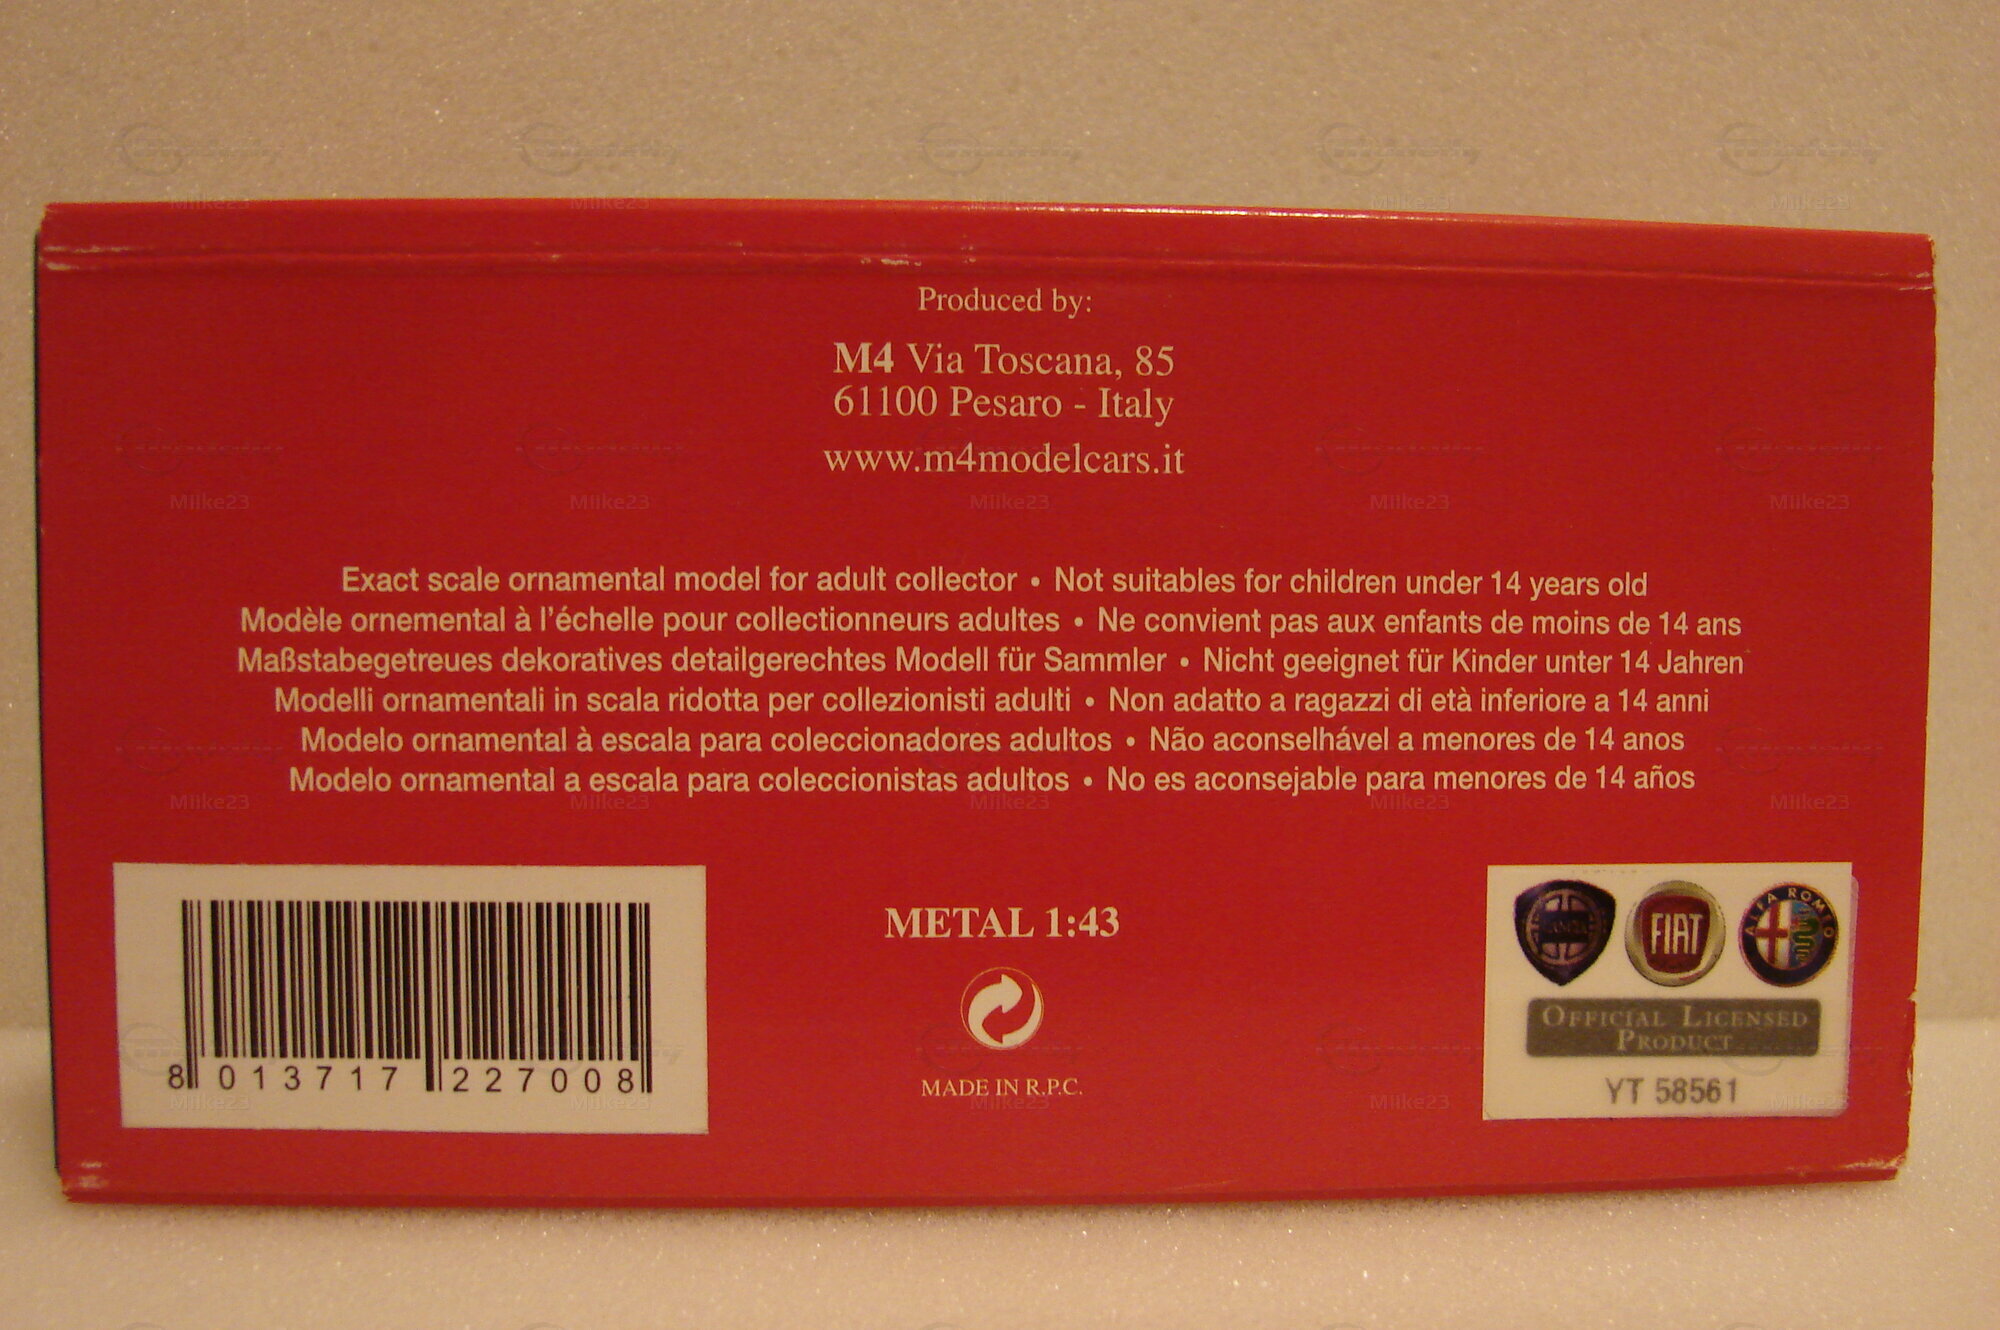 Produced by:
M4 Via Toscana, 85
61100 Pesaro - Italy
www.m4modelcars.it
Exact scale ornamental model for adult collector • Not suitables for children under 14 years old
Modèle ornemental à l'échelle pour collectionneurs adultes • Ne convient pas aux enfants de moins de 14 ans
Maßstabegetreues dekoratives detailgerechtes Modell für Sammler • Nicht geeignet für Kinder unter 14 Jahren
Modelli ornamentali in scala ridotta per collezionisti adulti • Non adatto a ragazzi di età inferiore a 14 anni
Modelo ornamental à escala para coleccionadores adultos • Não aconselhável a menores de 14 anos
Modelo ornamental a escala para coleccionistas adultos • No es aconsejable para menores de 14 años
8 013717 227008
METAL 1:43
MADE IN R.P.C.
LANCIA
FIAT
ALFA ROMEO
OFFICIAL LICENSED
PRODUCT
YT 58561
Miike23